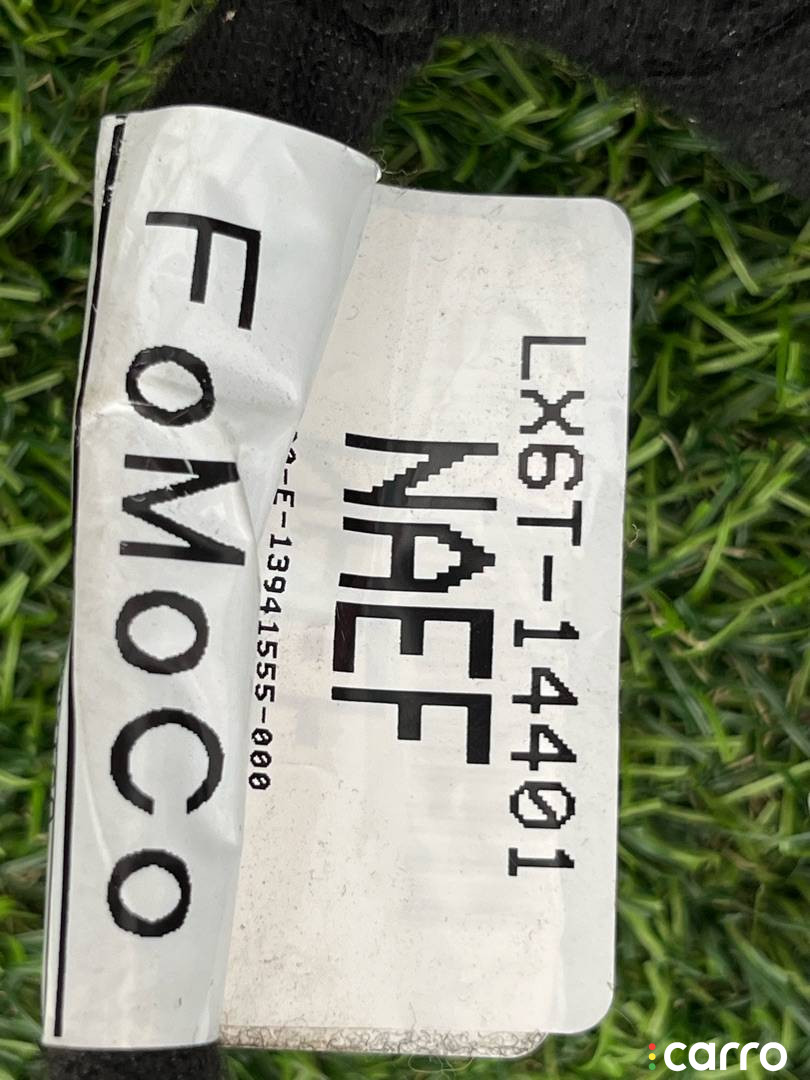 LX6T-14401
NAEF
-E-13941555-000
FoMoCo
carro